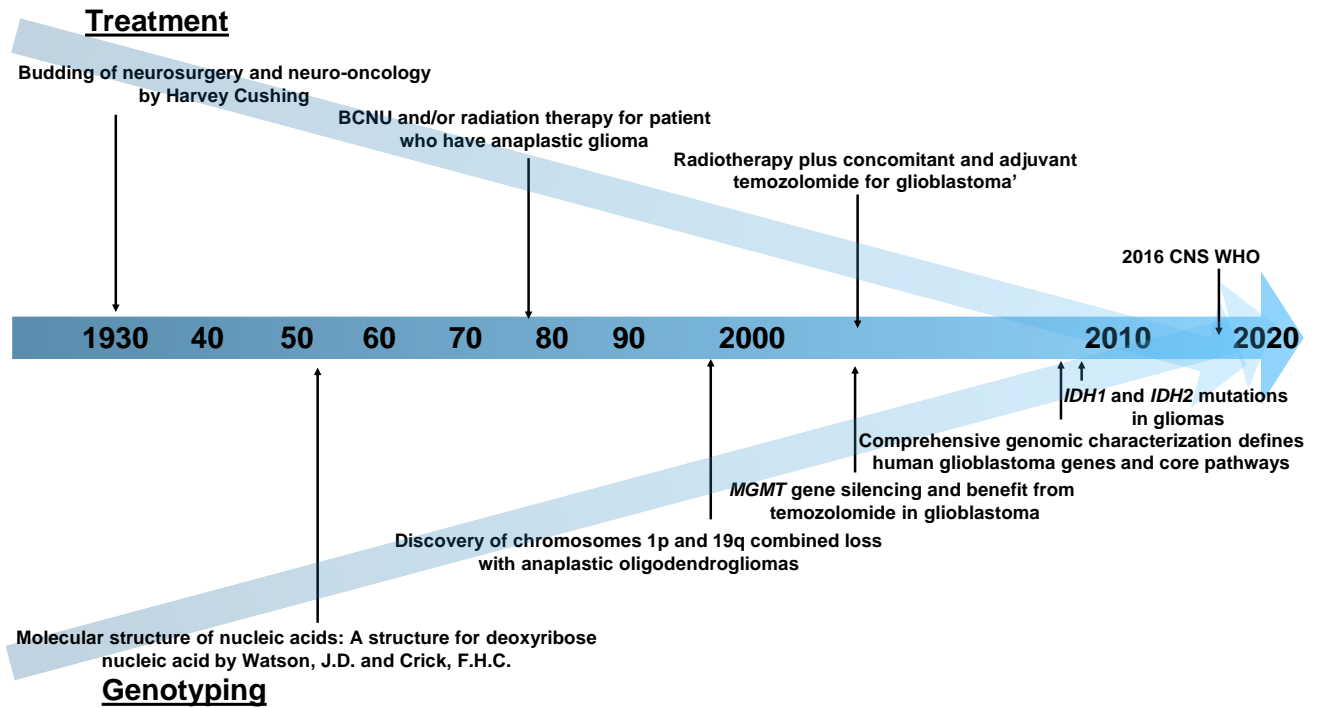 Treatment
Budding of neurosurgery and neuro-oncology
by Harvey Cushing
BCNU and/or radiation therapy for patient
who have anaplastic glioma
Radiotherapy plus concomitant and adjuvant
temozolomide for glioblastoma’
2016 CNS WHO
1930 40 50 60 70 80 90 2000 2010 2020
IDH1 and IDH2 mutations
in gliomas
Comprehensive genomic characterization defines
human glioblastoma genes and core pathways
MGMT gene silencing and benefit from
temozolomide in glioblastoma
Discovery of chromosomes 1p and 19q combined loss
with anaplastic oligodendrogliomas
Molecular structure of nucleic acids: A structure for deoxyribose
nucleic acid by Watson, J.D. and Crick, F.H.C.
Genotyping